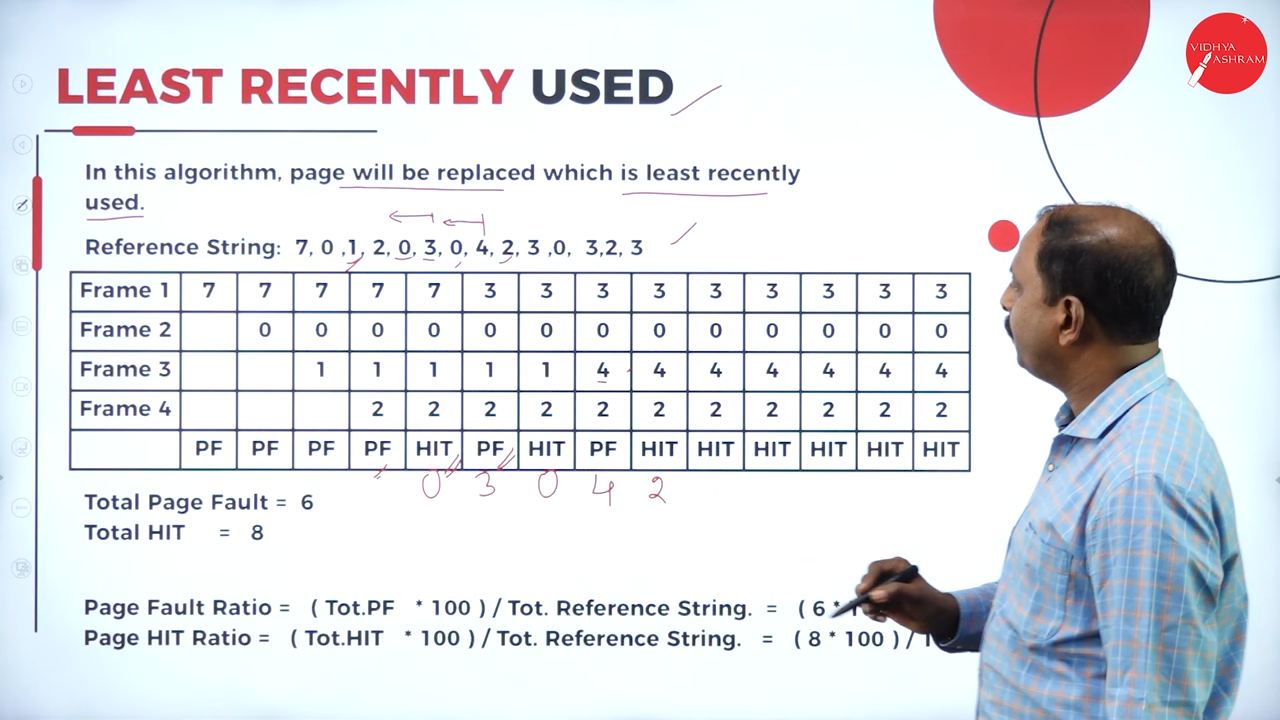 VIDHYA
ASHRAM
LEAST RECENTLY USED
In this algorithm, page will be replaced which is least recently
used.
Reference String: 7, 0 ,1, 2, 0, 3, 0, 4, 2, 3 ,0, 3,2, 3
Frame 1 7 7 7 7 7 3 3 3 3 3 3 3 3 3
Frame 2 0 0 0 0 0 0 0 0 0 0 0 0 0
Frame 3 1 1 1 1 1 4 4 4 4 4 4 4
Frame 4 2 2 2 2 2 2 2 2 2 2 2
PF PF PF PF HIT PF HIT PF HIT HIT HIT HIT HIT HIT
0 3 0 4 2
Total Page Fault = 6
Total HIT = 8
Page Fault Ratio = ( Tot.PF * 100 ) / Tot. Reference String. = ( 6 *
Page HIT Ratio = ( Tot.HIT * 100 ) / Tot. Reference String. = ( 8 * 100 ) /